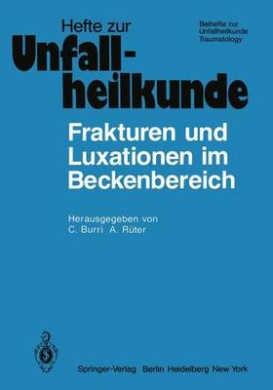 Hefte zur
Unfall-
heilkunde
Beihefte zur
Unfallheilkunde
Traumatology
Frakturen und
Luxationen im
Beckenbereich
Herausgegeben von
C. Burri A. Rüter
Springer-Verlag Berlin Heidelberg New York